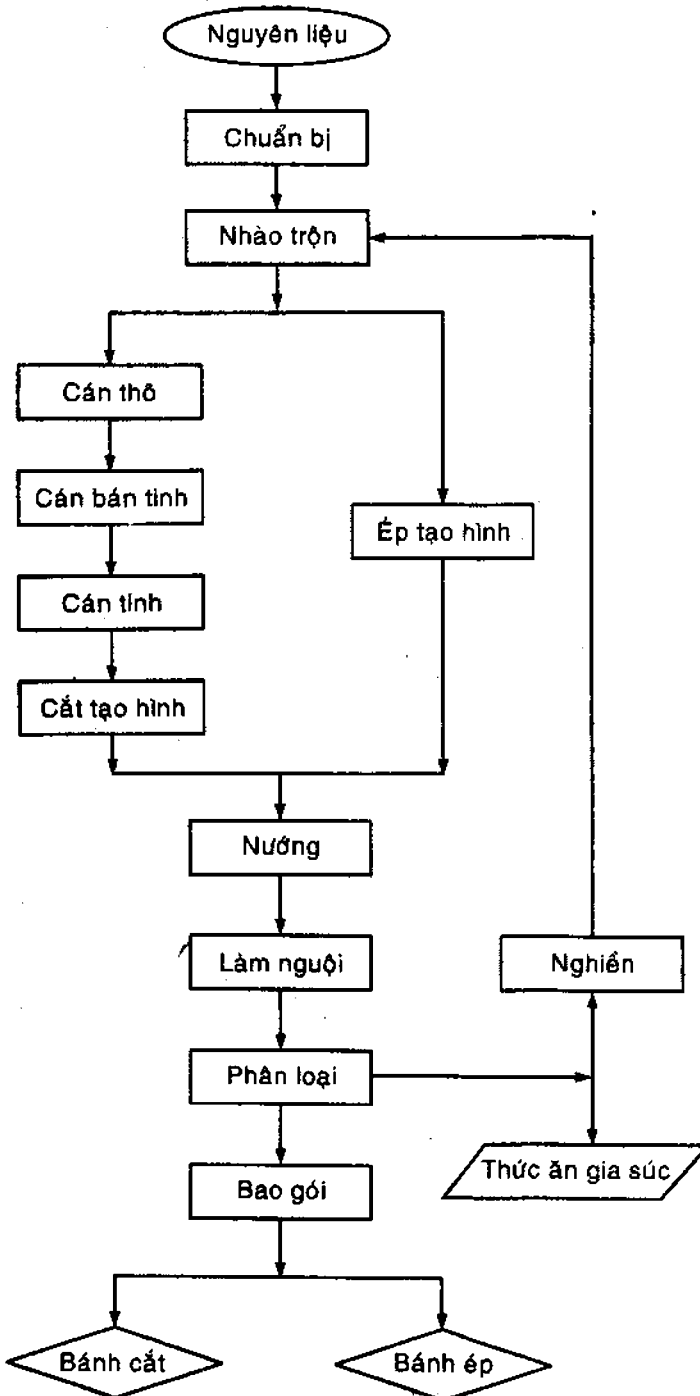 Nguyên liệu
Chuẩn bị
Nhào trộn
Cán thô
Cán bán tinh
Ép tạo hình
Cán tinh
Cắt tạo hình
Nướng
Làm nguội
Nghiền
Phân loại
Thức ăn gia súc
Bao gói
Bánh cắt
Bánh ép